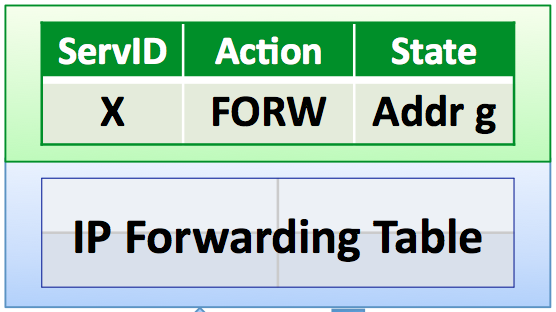 ServID Action State
X FORW Addr g
IP Forwarding Table